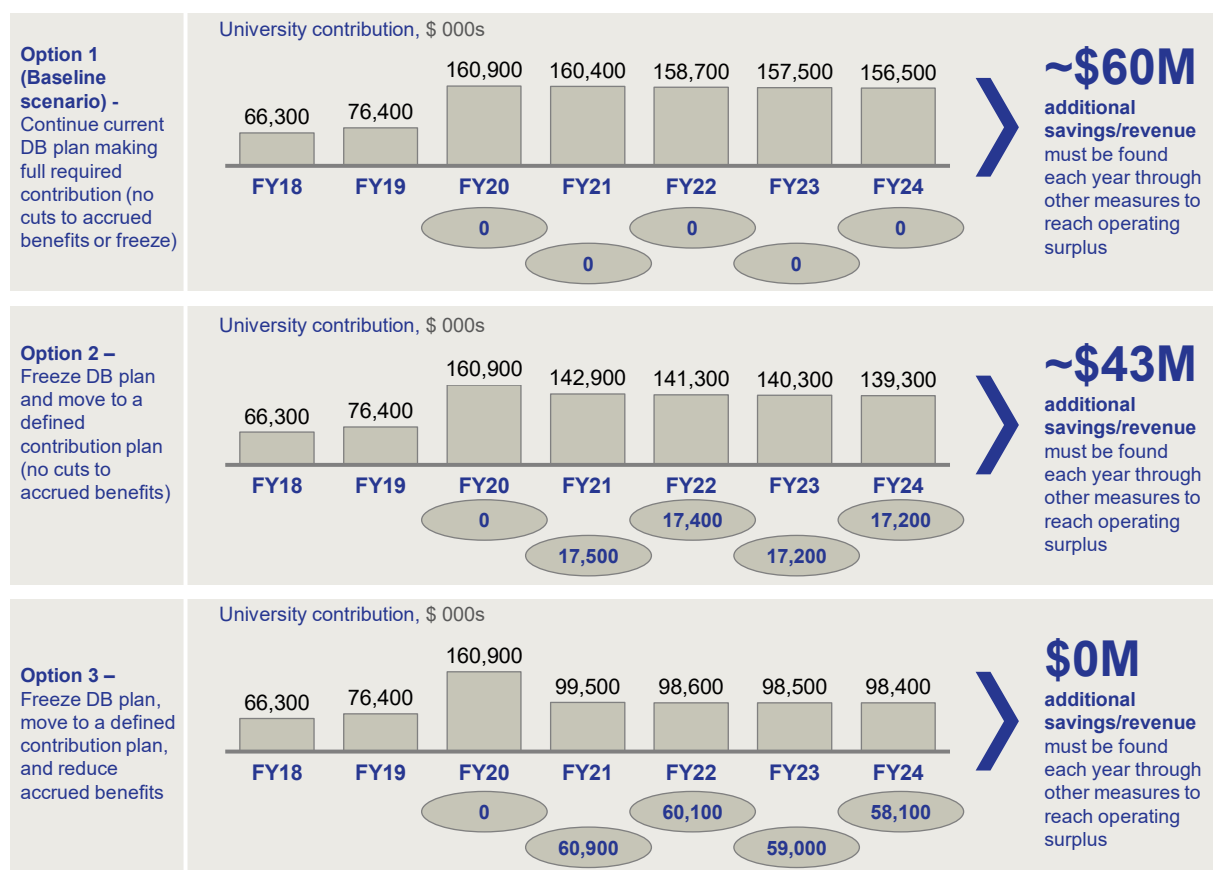 Option 1
(Baseline
scenario) -
Continue current
DB plan making
full required
contribution (no
cuts to accrued
benefits or freeze)
University contribution, $ 000s
66,300 76,400 160,900 160,400 158,700 157,500 156,500
FY18 FY19 FY20 FY21 FY22 FY23 FY24
0 0 0
0 0
~$60M
additional
savings/revenue
must be found
each year through
other measures to
reach operating
surplus
Option 2 –
Freeze DB plan
and move to a
defined
contribution plan
(no cuts to
accrued benefits)
University contribution, $ 000s
66,300 76,400 160,900 142,900 141,300 140,300 139,300
FY18 FY19 FY20 FY21 FY22 FY23 FY24
0 17,400 17,200
17,500 17,200
~$43M
additional
savings/revenue
must be found
each year through
other measures to
reach operating
surplus
Option 3 –
Freeze DB plan,
move to a defined
contribution plan,
and reduce
accrued benefits
University contribution, $ 000s
66,300 76,400 160,900 99,500 98,600 98,500 98,400
FY18 FY19 FY20 FY21 FY22 FY23 FY24
0 60,100 58,100
60,900 59,000
$0M
additional
savings/revenue
must be found
each year through
other measures to
reach operating
surplus